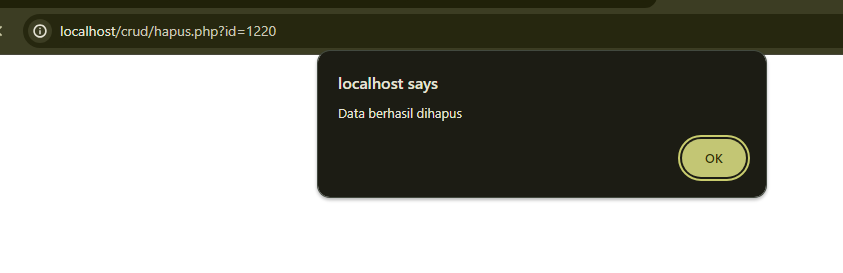 localhost/crud/hapus.php?id=1220
localhost says
Data berhasil dihapus
OK